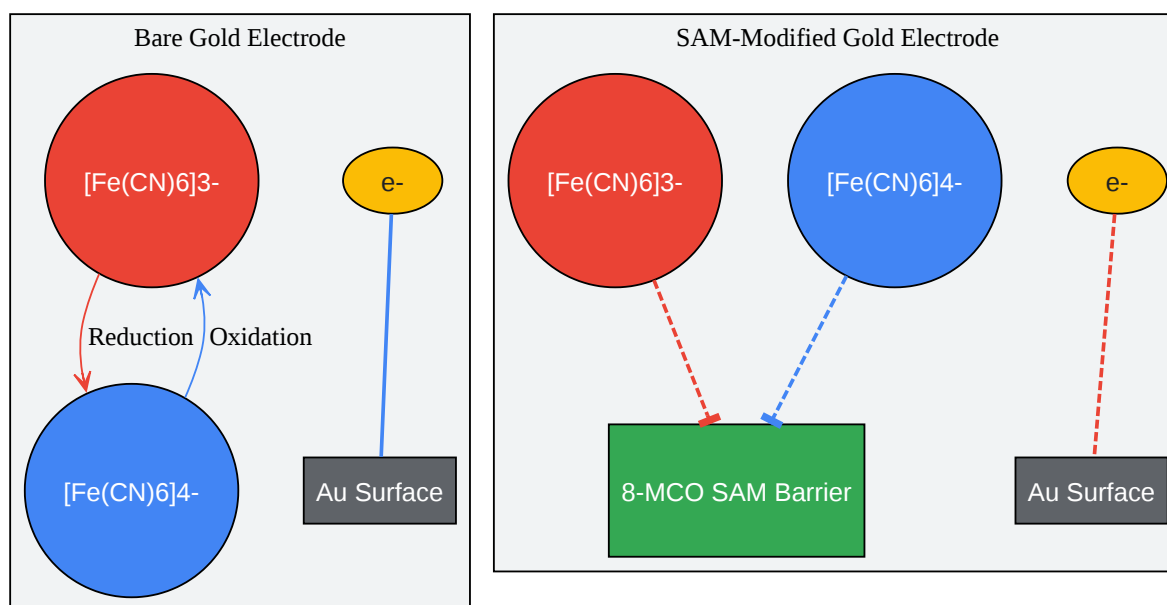 Bare Gold Electrode
[Fe(CN)6]3-
e-
Reduction
Oxidation
[Fe(CN)6]4-
Au Surface
SAM-Modified Gold Electrode
[Fe(CN)6]3-
[Fe(CN)6]4-
e-
8-MCO SAM Barrier
Au Surface